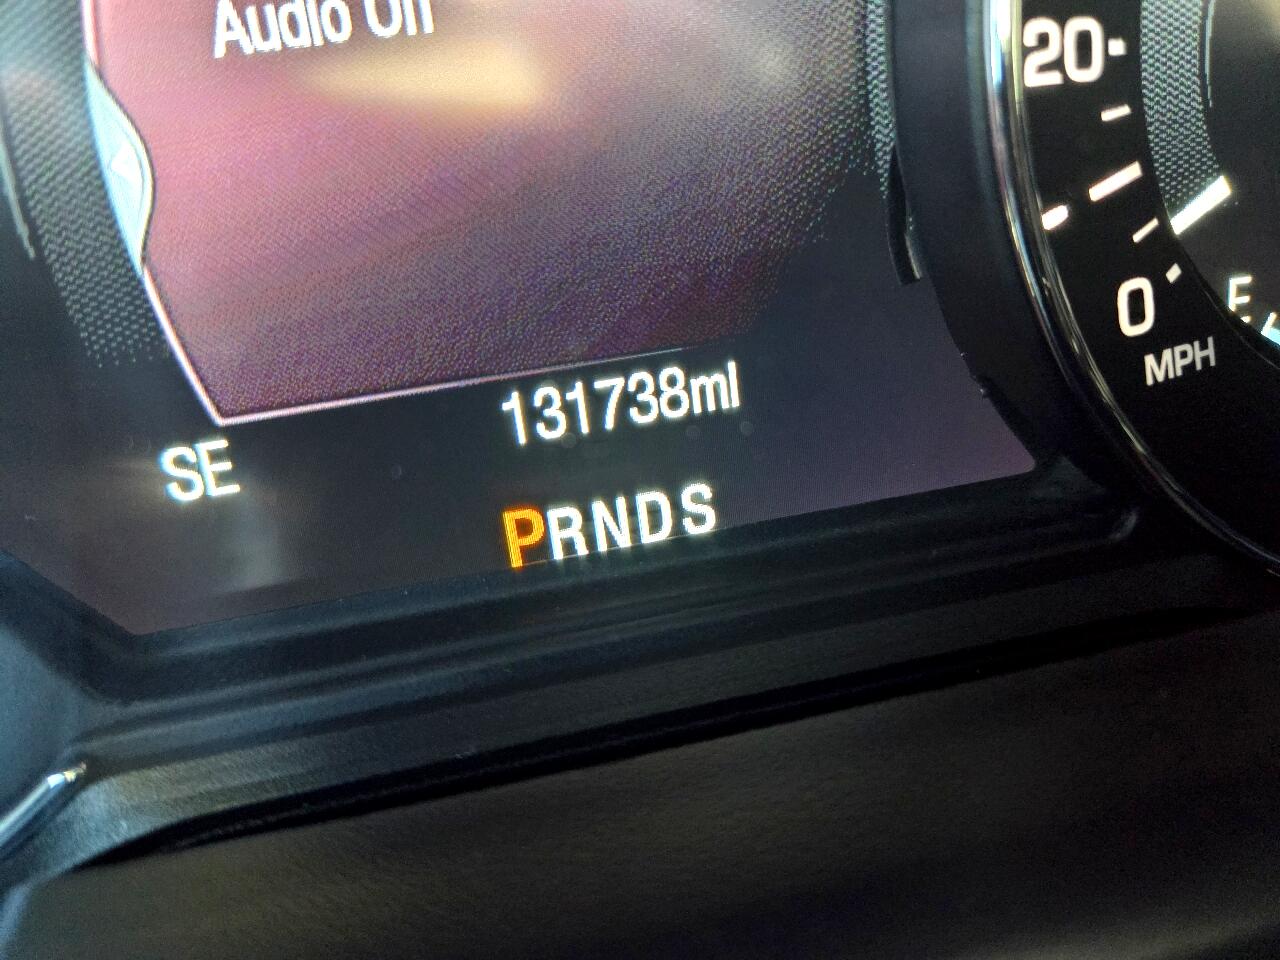 Audio Off
20
0
MPH
E
131738mi
SE
PRNDS